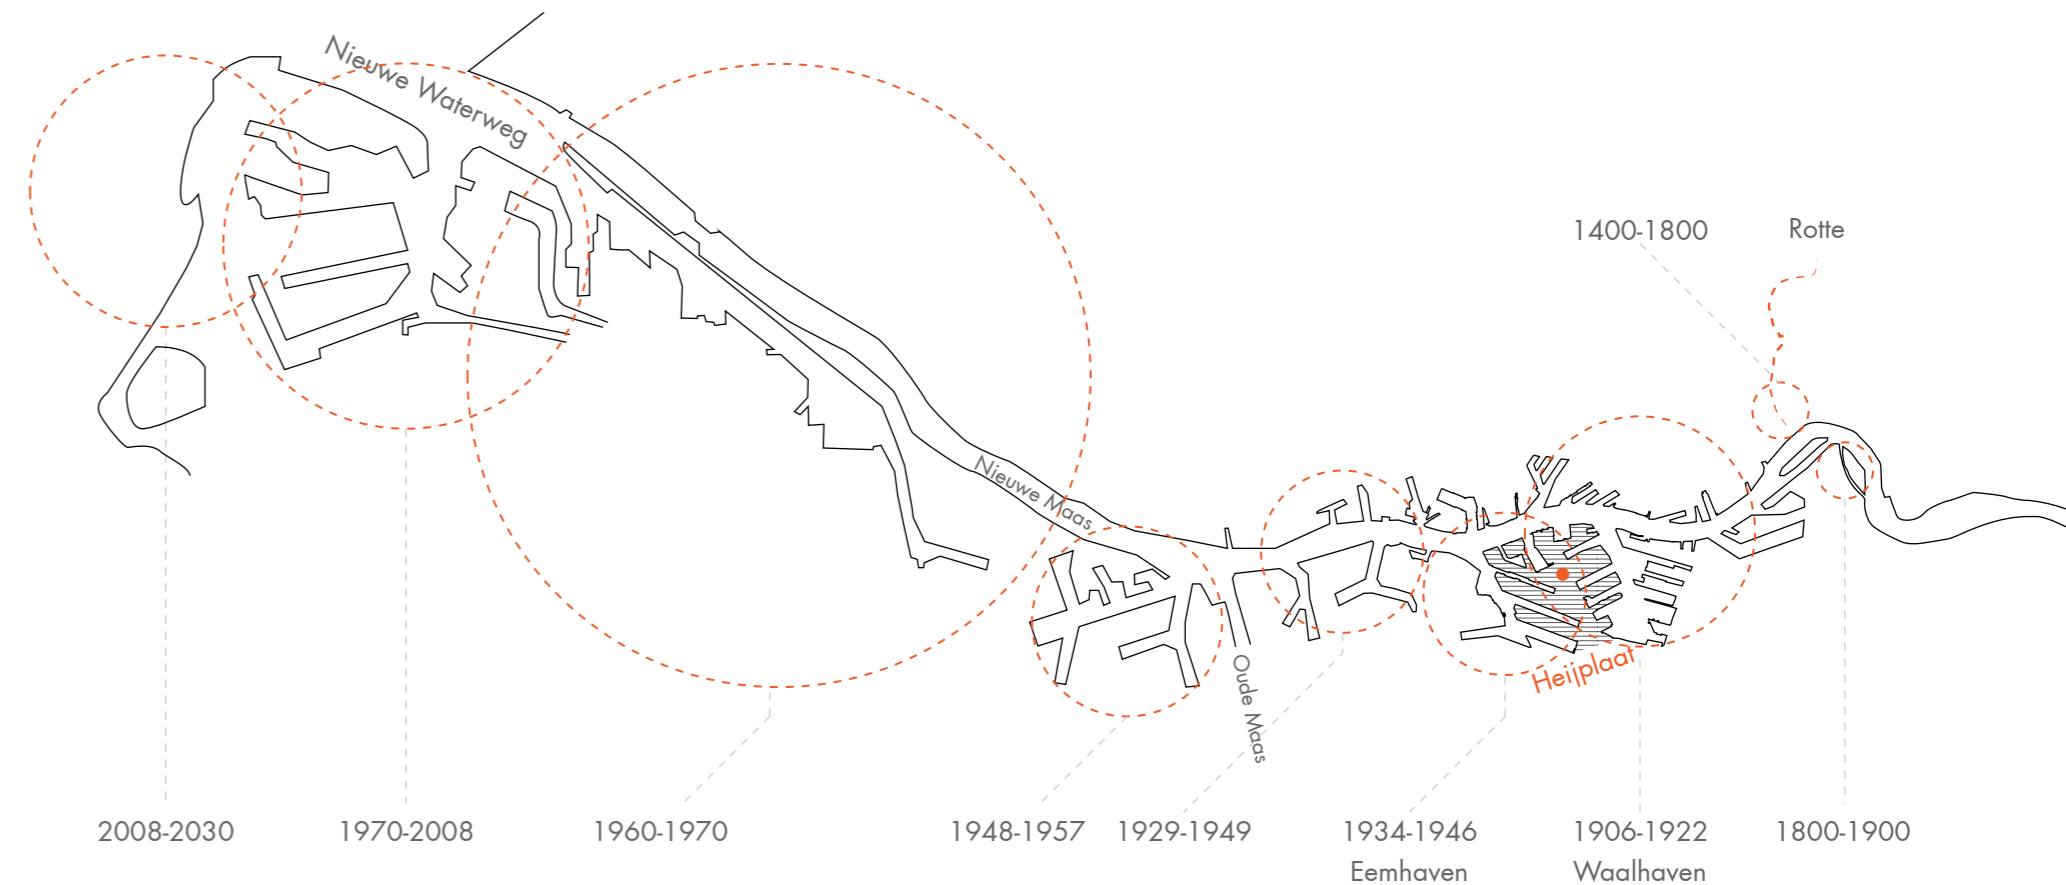 Nieuwe Waterweg
1400-1800
Rotte
Nieuwe Maas
Oude Maas
Heijplaat
2008-2030
1970-2008
1960-1970
1948-1957
1929-1949
1934-1946
Eemhaven
1906-1922
Waalhaven
1800-1900